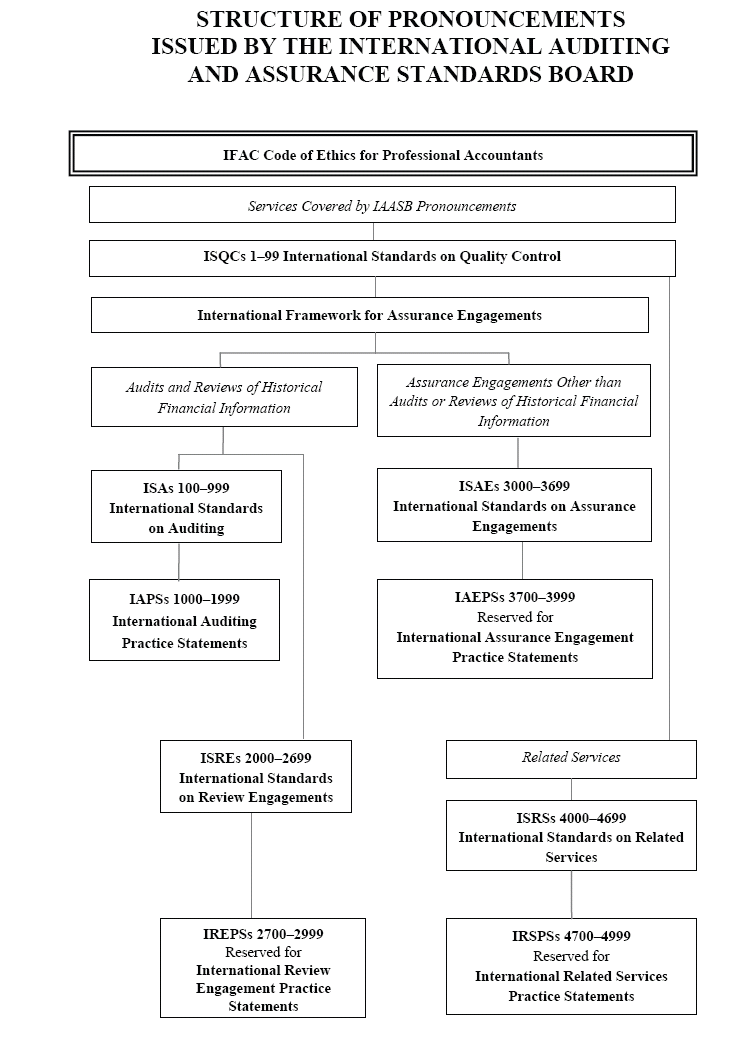 STRUCTURE OF PRONOUNCEMENTS
ISSUED BY THE INTERNATIONAL AUDITING
AND ASSURANCE STANDARDS BOARD
IFAC Code of Ethics for Professional Accountants
Services Covered by IAASB Pronouncements
ISQCs 1–99 International Standards on Quality Control
International Framework for Assurance Engagements
Audits and Reviews of Historical
Financial Information
Assurance Engagements Other than
Audits or Reviews of Historical Financial
Information
ISAs 100–999
International Standards
on Auditing
ISAEs 3000–3699
International Standards on Assurance
Engagements
IAPSs 1000–1999
International Auditing
Practice Statements
IAEPSs 3700–3999
Reserved for
International Assurance Engagement
Practice Statements
ISREs 2000–2699
International Standards
on Review Engagements
Related Services
ISRSs 4000–4699
International Standards on Related
Services
IREPSs 2700–2999
Reserved for
International Review
Engagement Practice
Statements
IRSPSs 4700–4999
Reserved for
International Related Services
Practice Statements